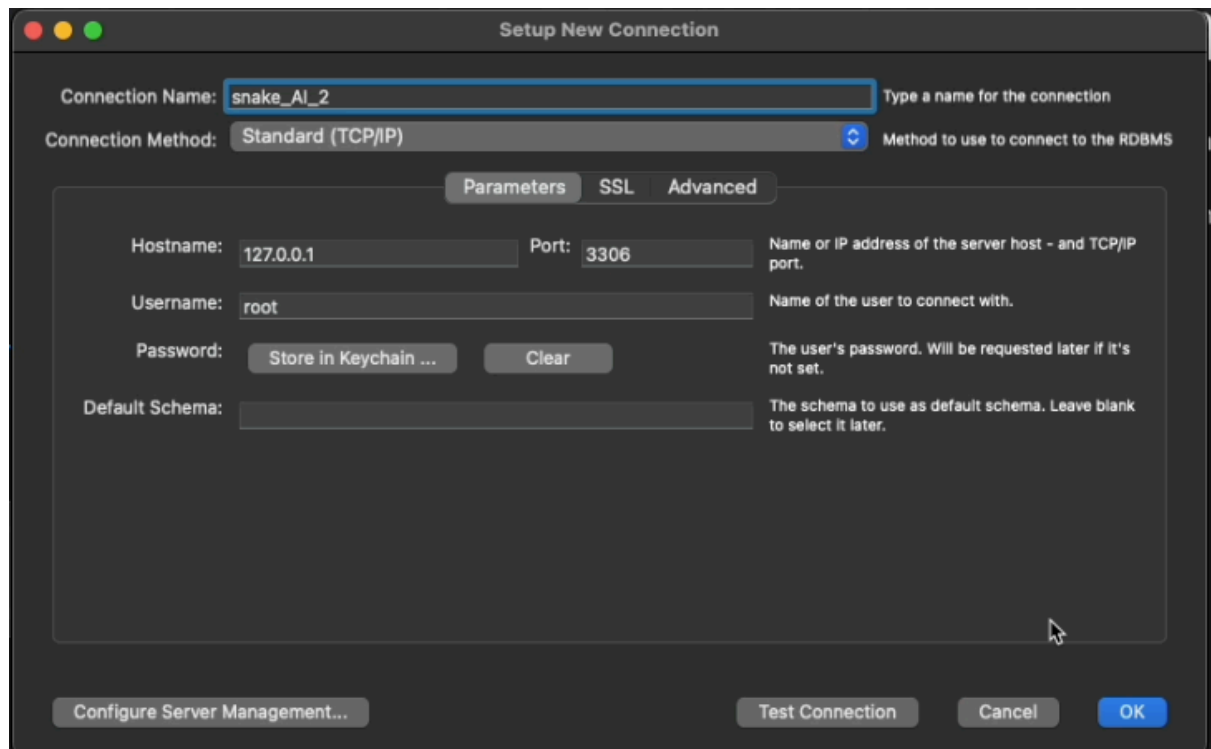 Setup New Connection
Connection Name: snake_AI_2 Type a name for the connection
Connection Method: Standard (TCP/IP) Method to use to connect to the RDBMS
Parameters SSL Advanced
Hostname: 127.0.0.1 Port: 3306 Name or IP address of the server host - and TCP/IP
port.
Username: root Name of the user to connect with.
Password: Store in Keychain ... Clear The user's password. Will be requested later if it's
not set.
Default Schema: The schema to use as default schema. Leave blank
to select it later.
Configure Server Management... Test Connection Cancel OK